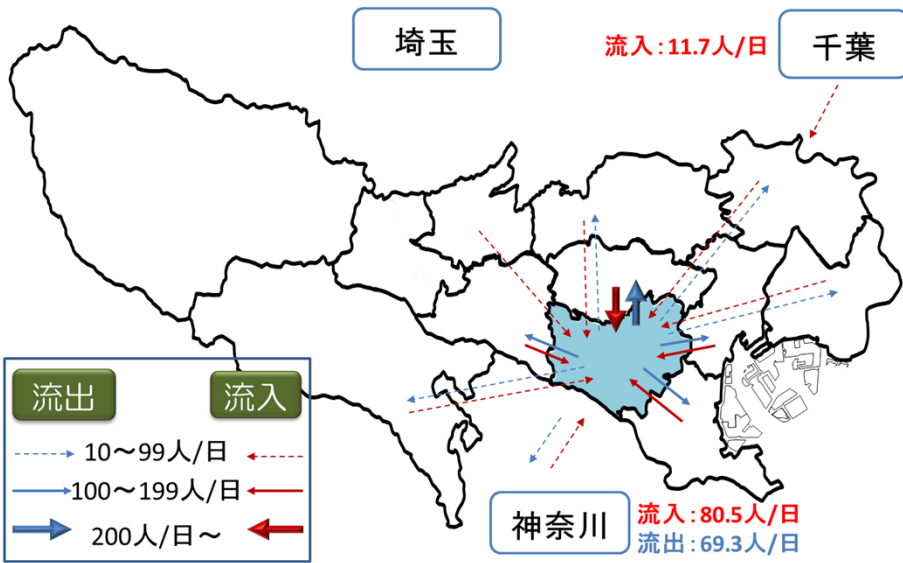 埼玉
流入：11.7人/日
千葉
流出
流入
10～99人/日
100～199人/日
200人/日～
神奈川
流入：80.5人/日
流出：69.3人/日